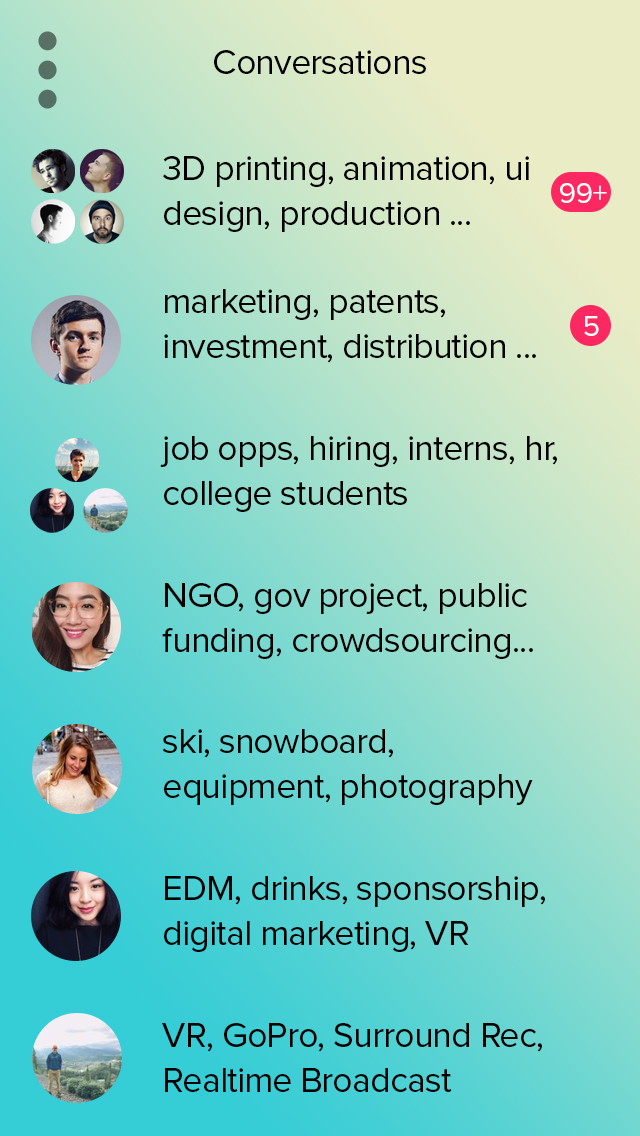 Conversations
3D printing, animation, ui
design, production ...
99+
marketing, patents,
investment, distribution ...
5
job opps, hiring, interns, hr,
college students
NGO, gov project, public
funding, crowdsourcing...
ski, snowboard,
equipment, photography
EDM, drinks, sponsorship,
digital marketing, VR
VR, GoPro, Surround Rec,
Realtime Broadcast